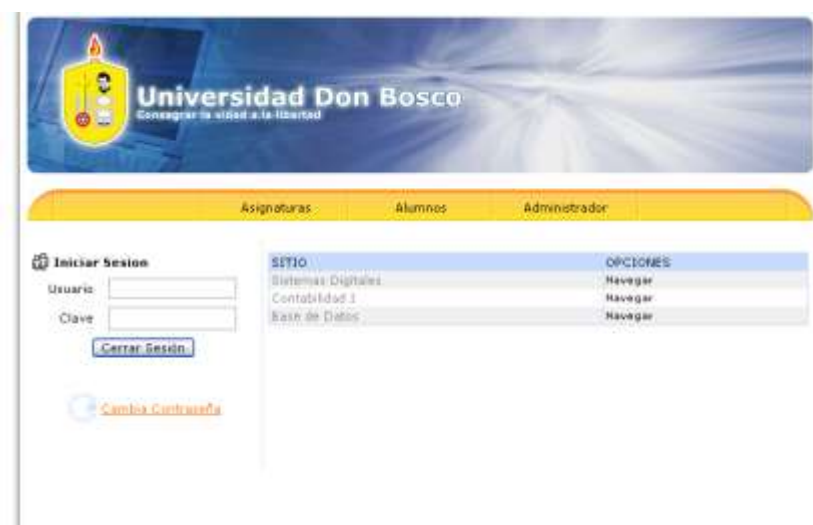 Universidad Don Bosco
Consagrar la vidad a la libertad
Asignaturas Alumnos Administrador
Iniciar Sesion
Usuario
Clave
Cerrar Sesión
Cambia Contraseña
SITIO OPCIONES
Sistemas Digitales Navegar
Contabilidad I Navegar
Base de Datos Navegar